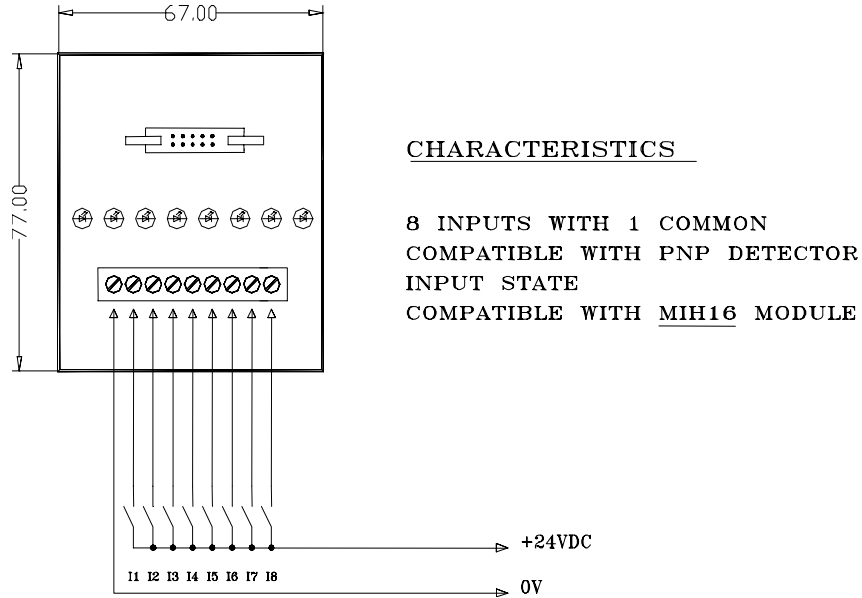 67.00
77.00
CHARACTERISTICS
8 INPUTS WITH 1 COMMON
COMPATIBLE WITH PNP DETECTOR
INPUT STATE
COMPATIBLE WITH MIH16 MODULE
+24VDC
I1 I2 I3 I4 I5 I6 I7 I8
0V